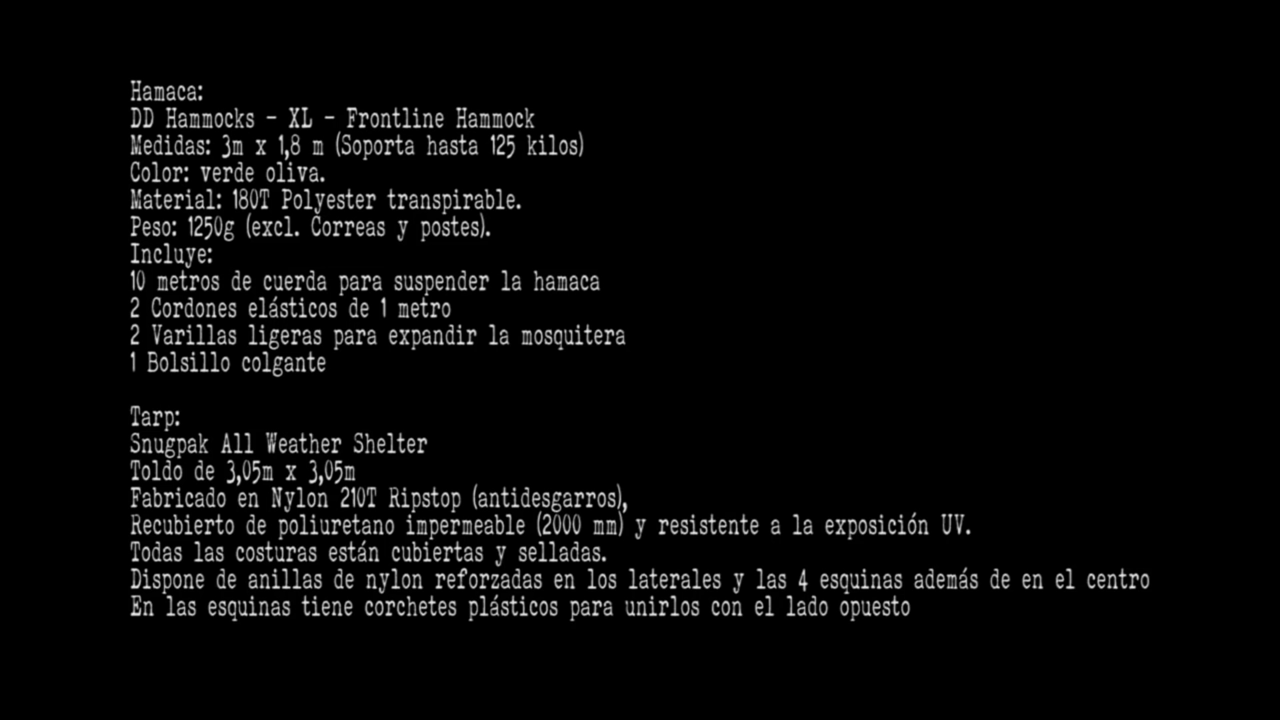 Hamaca:
DD Hammocks - XL - Frontline Hammock
Medidas: 3m x 1,8 m (Soporta hasta 125 kilos)
Color: verde oliva.
Material: 180T Polyester transpirable.
Peso: 1250g (excl. Correas y postes).
Incluye:
10 metros de cuerda para suspender la hamaca
2 Cordones elásticos de 1 metro
2 Varillas ligeras para expandir la mosquitera
1 Bolsillo colgante
Tarp:
Snugpak All Weather Shelter
Toldo de 3,05m x 3,05m
Fabricado en Nylon 210T Ripstop (antidesgarros),
Recubierto de poliuretano impermeable (2000 mm) y resistente a la exposición UV.
Todas las costuras están cubiertas y selladas.
Dispone de anillas de nylon reforzadas en los laterales y las 4 esquinas además de en el centro
En las esquinas tiene corchetes plásticos para unirlos con el lado opuesto